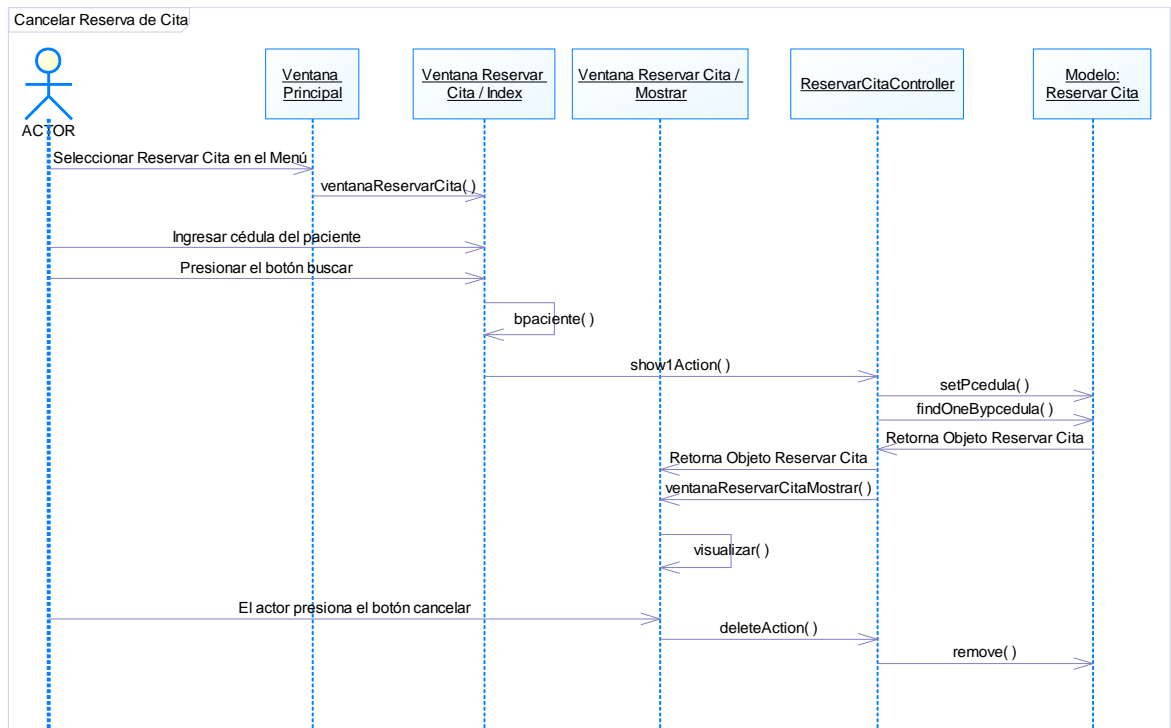 Cancelar Reserva de Cita
Ventana
Principal
Ventana Reservar
Cita / Index
Ventana Reservar Cita /
Mostrar
ReservarCitaController
Modelo:
Reservar Cita
ACTOR
Seleccionar Reservar Cita en el Menú
ventanaReservarCita( )
Ingresar cédula del paciente
Presionar el botón buscar
bpaciente( )
show1Action( )
setPcedula( )
findOneBypcedula( )
Retorna Objeto Reservar Cita
Retorna Objeto Reservar Cita
ventanaReservarCitaMostrar( )
visualizar( )
El actor presiona el botón cancelar
deleteAction( )
remove( )